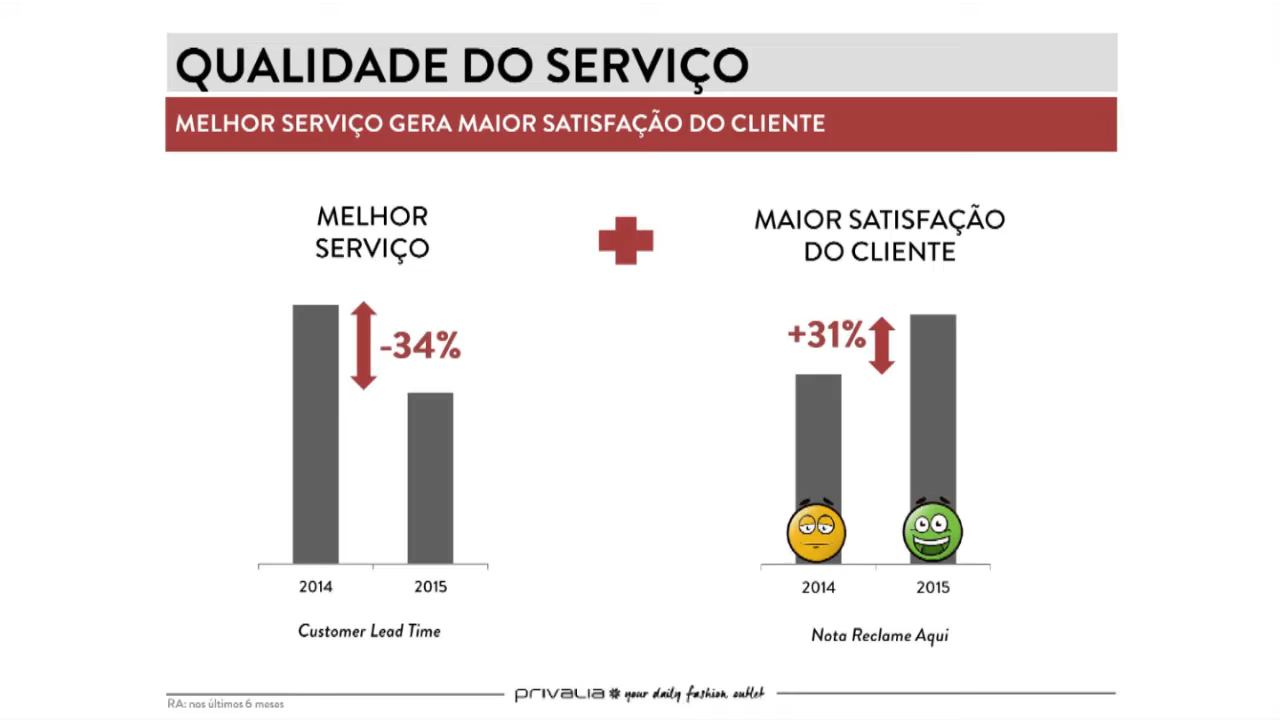 QUALIDADE DO SERVIÇO
MELHOR SERVIÇO GERA MAIOR SATISFAÇÃO DO CLIENTE
MELHOR
SERVIÇO
-34%
2014 2015
Customer Lead Time
MAIOR SATISFAÇÃO
DO CLIENTE
+31%
2014 2015
Nota Reclame Aqui
RA: nos últimos 6 meses
PRIVALIA your daily fashion outlet